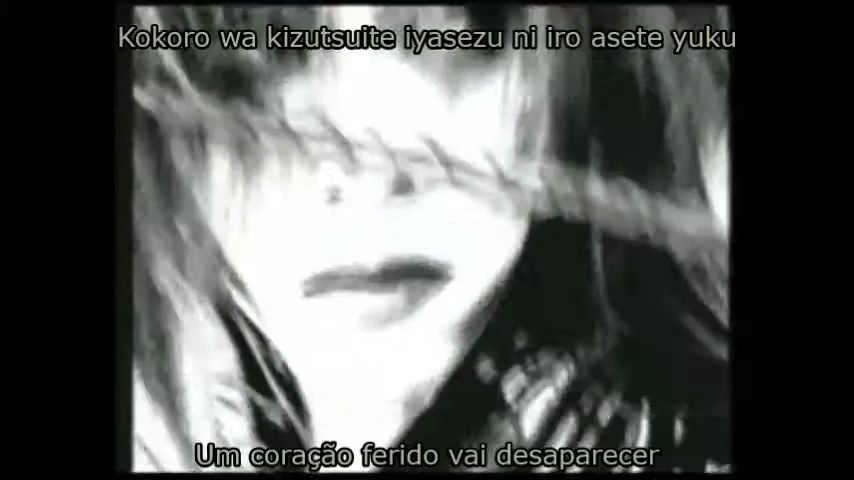 Kokoro wa kizutsuite iyasezu ni iro asete yuku
Um coração ferido vai desaparecer